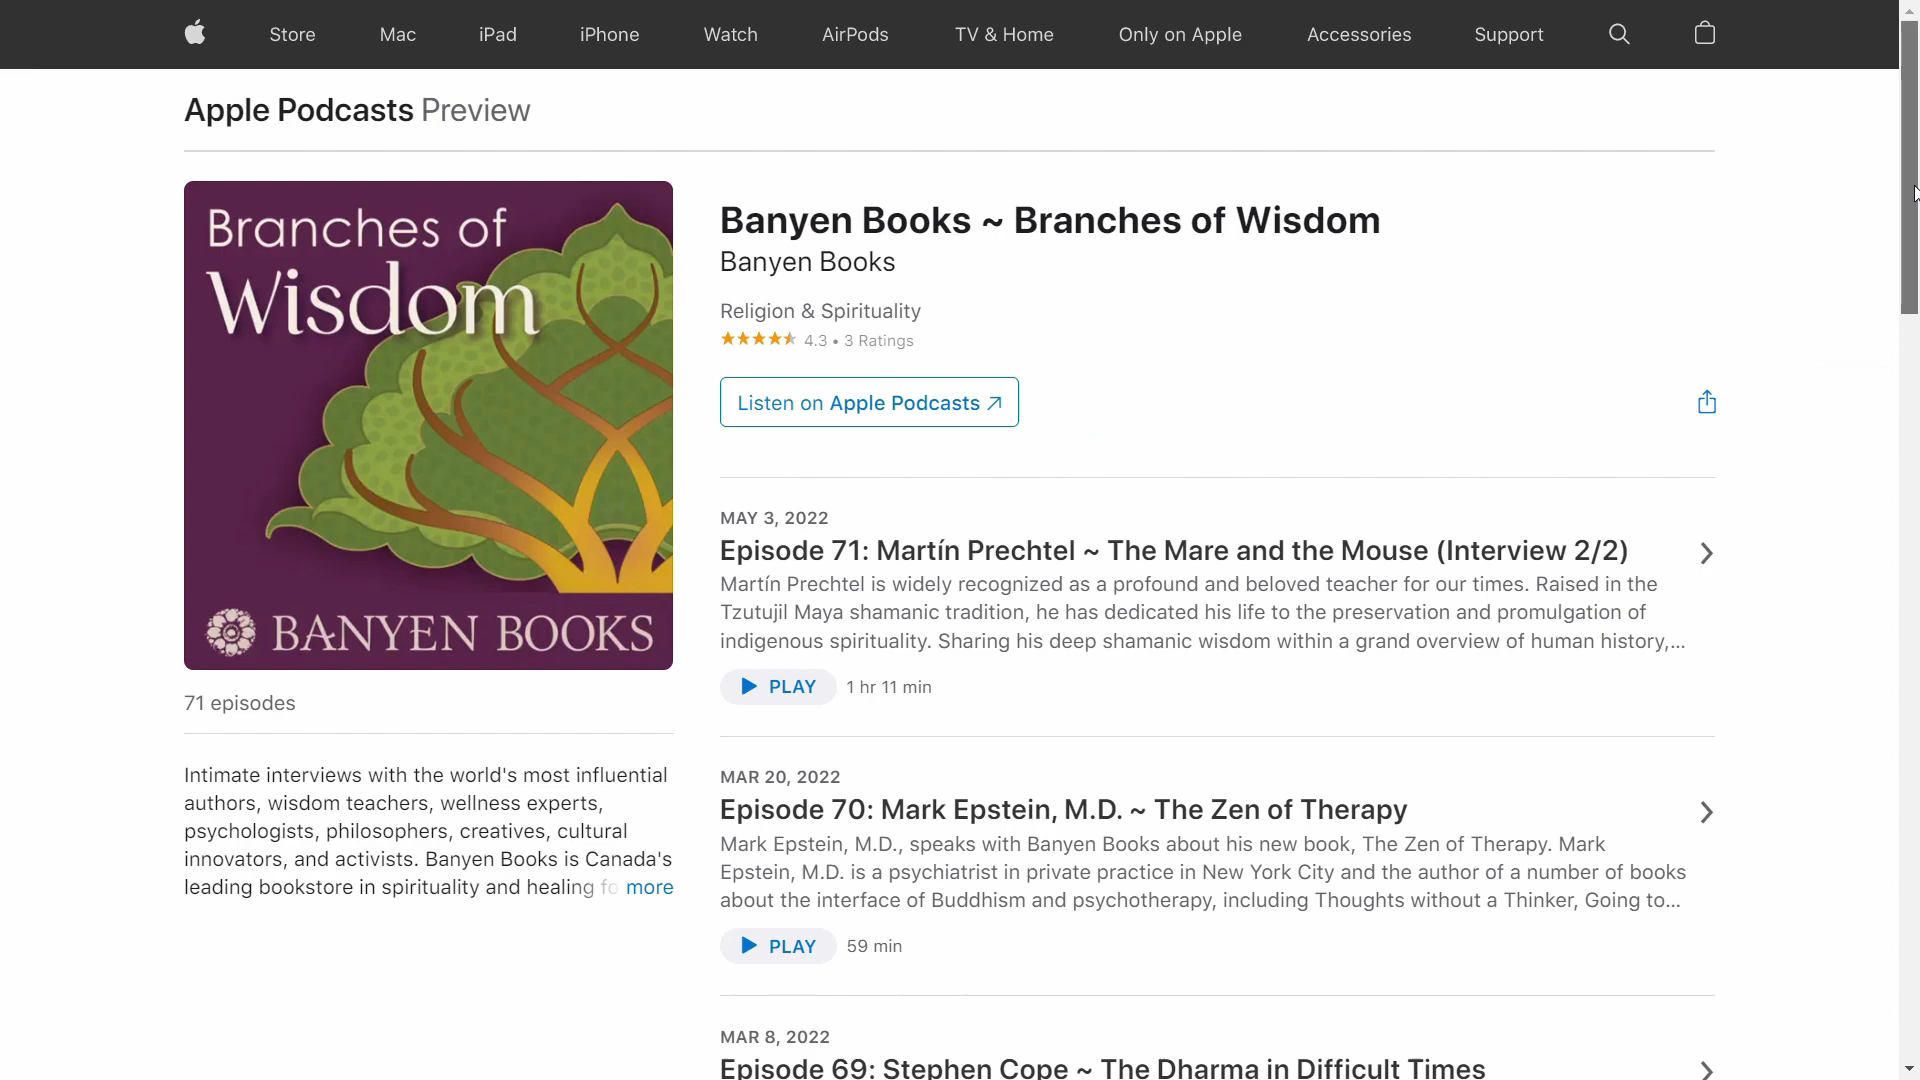 Store Mac iPad iPhone Watch AirPods TV & Home Only on Apple Accessories Support
Apple Podcasts Preview
Branches of
Wisdom
BANYEN BOOKS
71 episodes
Intimate interviews with the world's most influential
authors, wisdom teachers, wellness experts,
psychologists, philosophers, creatives, cultural
innovators, and activists. Banyen Books is Canada's
leading bookstore in spirituality and healing fo more
Banyen Books ~ Branches of Wisdom
Banyen Books
Religion & Spirituality
4.3 • 3 Ratings
Listen on Apple Podcasts ↗
MAY 3, 2022
Episode 71: Martín Prechtel ~ The Mare and the Mouse (Interview 2/2)
Martín Prechtel is widely recognized as a profound and beloved teacher for our times. Raised in the
Tzutujil Maya shamanic tradition, he has dedicated his life to the preservation and promulgation of
indigenous spirituality. Sharing his deep shamanic wisdom within a grand overview of human history,...
PLAY 1 hr 11 min
MAR 20, 2022
Episode 70: Mark Epstein, M.D. ~ The Zen of Therapy
Mark Epstein, M.D., speaks with Banyen Books about his new book, The Zen of Therapy. Mark
Epstein, M.D. is a psychiatrist in private practice in New York City and the author of a number of books
about the interface of Buddhism and psychotherapy, including Thoughts without a Thinker, Going to...
PLAY 59 min
MAR 8, 2022
Episode 69: Stephen Cope ~ The Dharma in Difficult Times